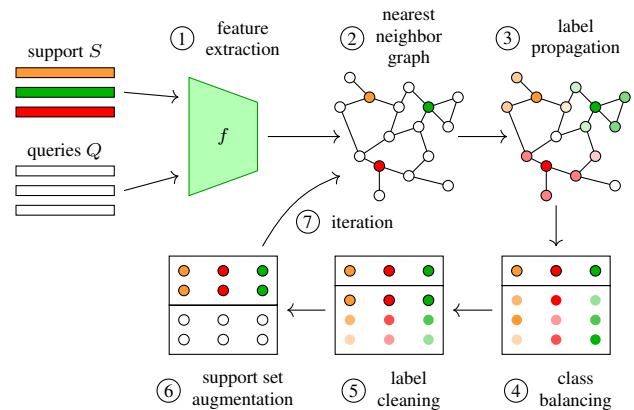 support S
queries Q
① feature
extraction
f
② nearest
neighbor
graph
③ label
propagation
⑦ iteration
⑥ support set
augmentation
⑤ label
cleaning
④ class
balancing